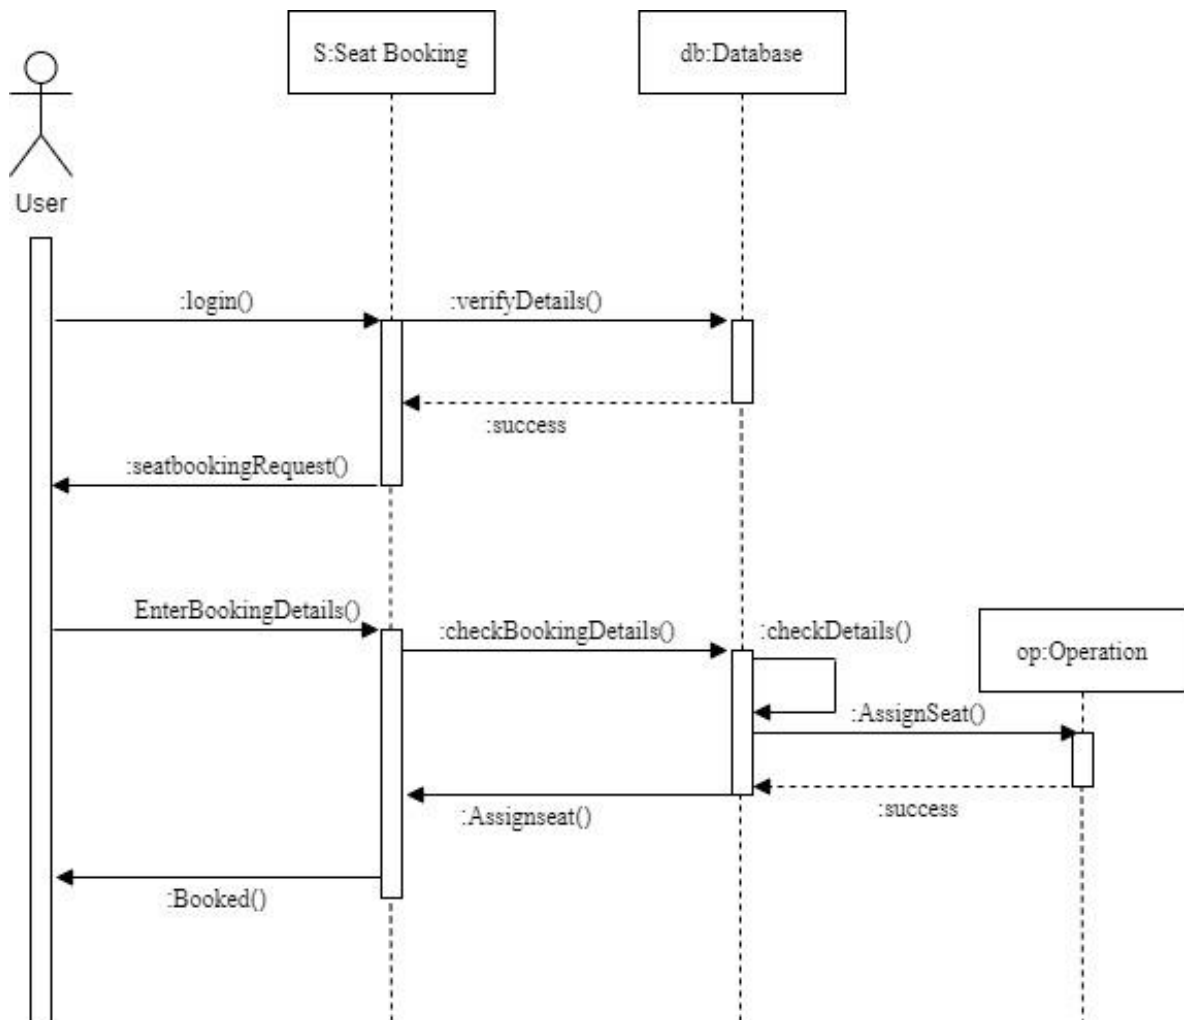 S:Seat Booking
db:Database
User
:login()
:verifyDetails()
:success
:seatbookingRequest()
EnterBookingDetails()
:checkBookingDetails()
:checkDetails()
op:Operation
:AssignSeat()
:success
:Assignseat()
:Booked()